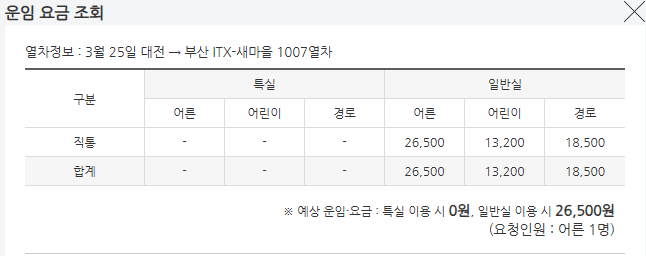 운임 요금 조회
열차정보 : 3월 25일 대전 → 부산 ITX-새마을 1007열차
구분 특실 일반실
어른 어린이 경로 어른 어린이 경로
직통 - - - 26,500 13,200 18,500
합계 - - - 26,500 13,200 18,500
※ 예상 운임·요금 : 특실 이용 시 0원, 일반실 이용 시 26,500원
(요청인원 : 어른 1명)